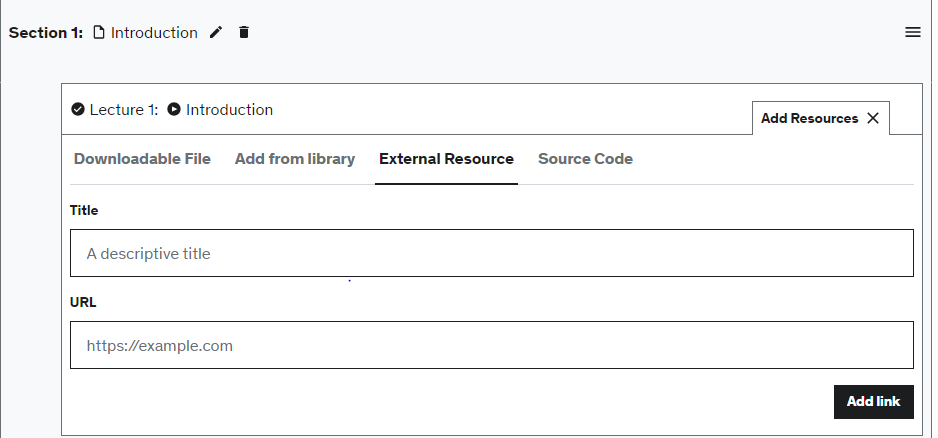 Section 1: Introduction
Lecture 1: Introduction
Add Resources
Downloadable File Add from library External Resource Source Code
Title
A descriptive title
URL
https://example.com
Add link